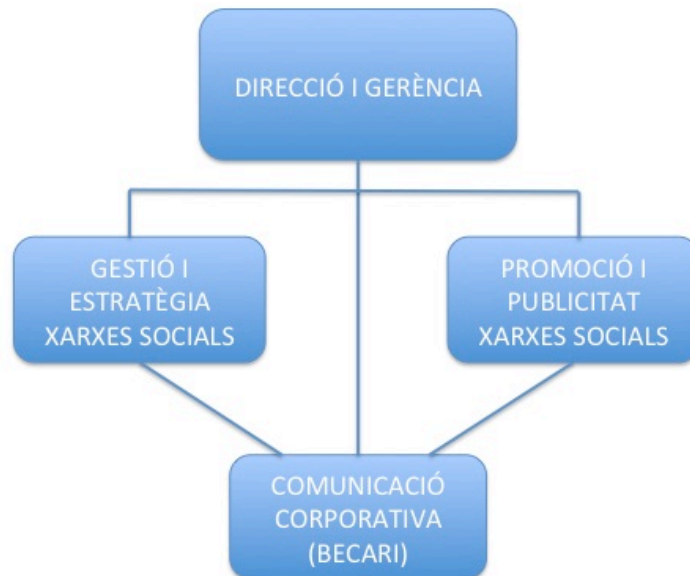 DIRECCIÓ I GERÈNCIA
GESTIÓ I
ESTRATÈGIA
XARXES SOCIALS
PROMOCIÓ I
PUBLICITAT
XARXES SOCIALS
COMUNICACIÓ
CORPORATIVA
(BECARI)